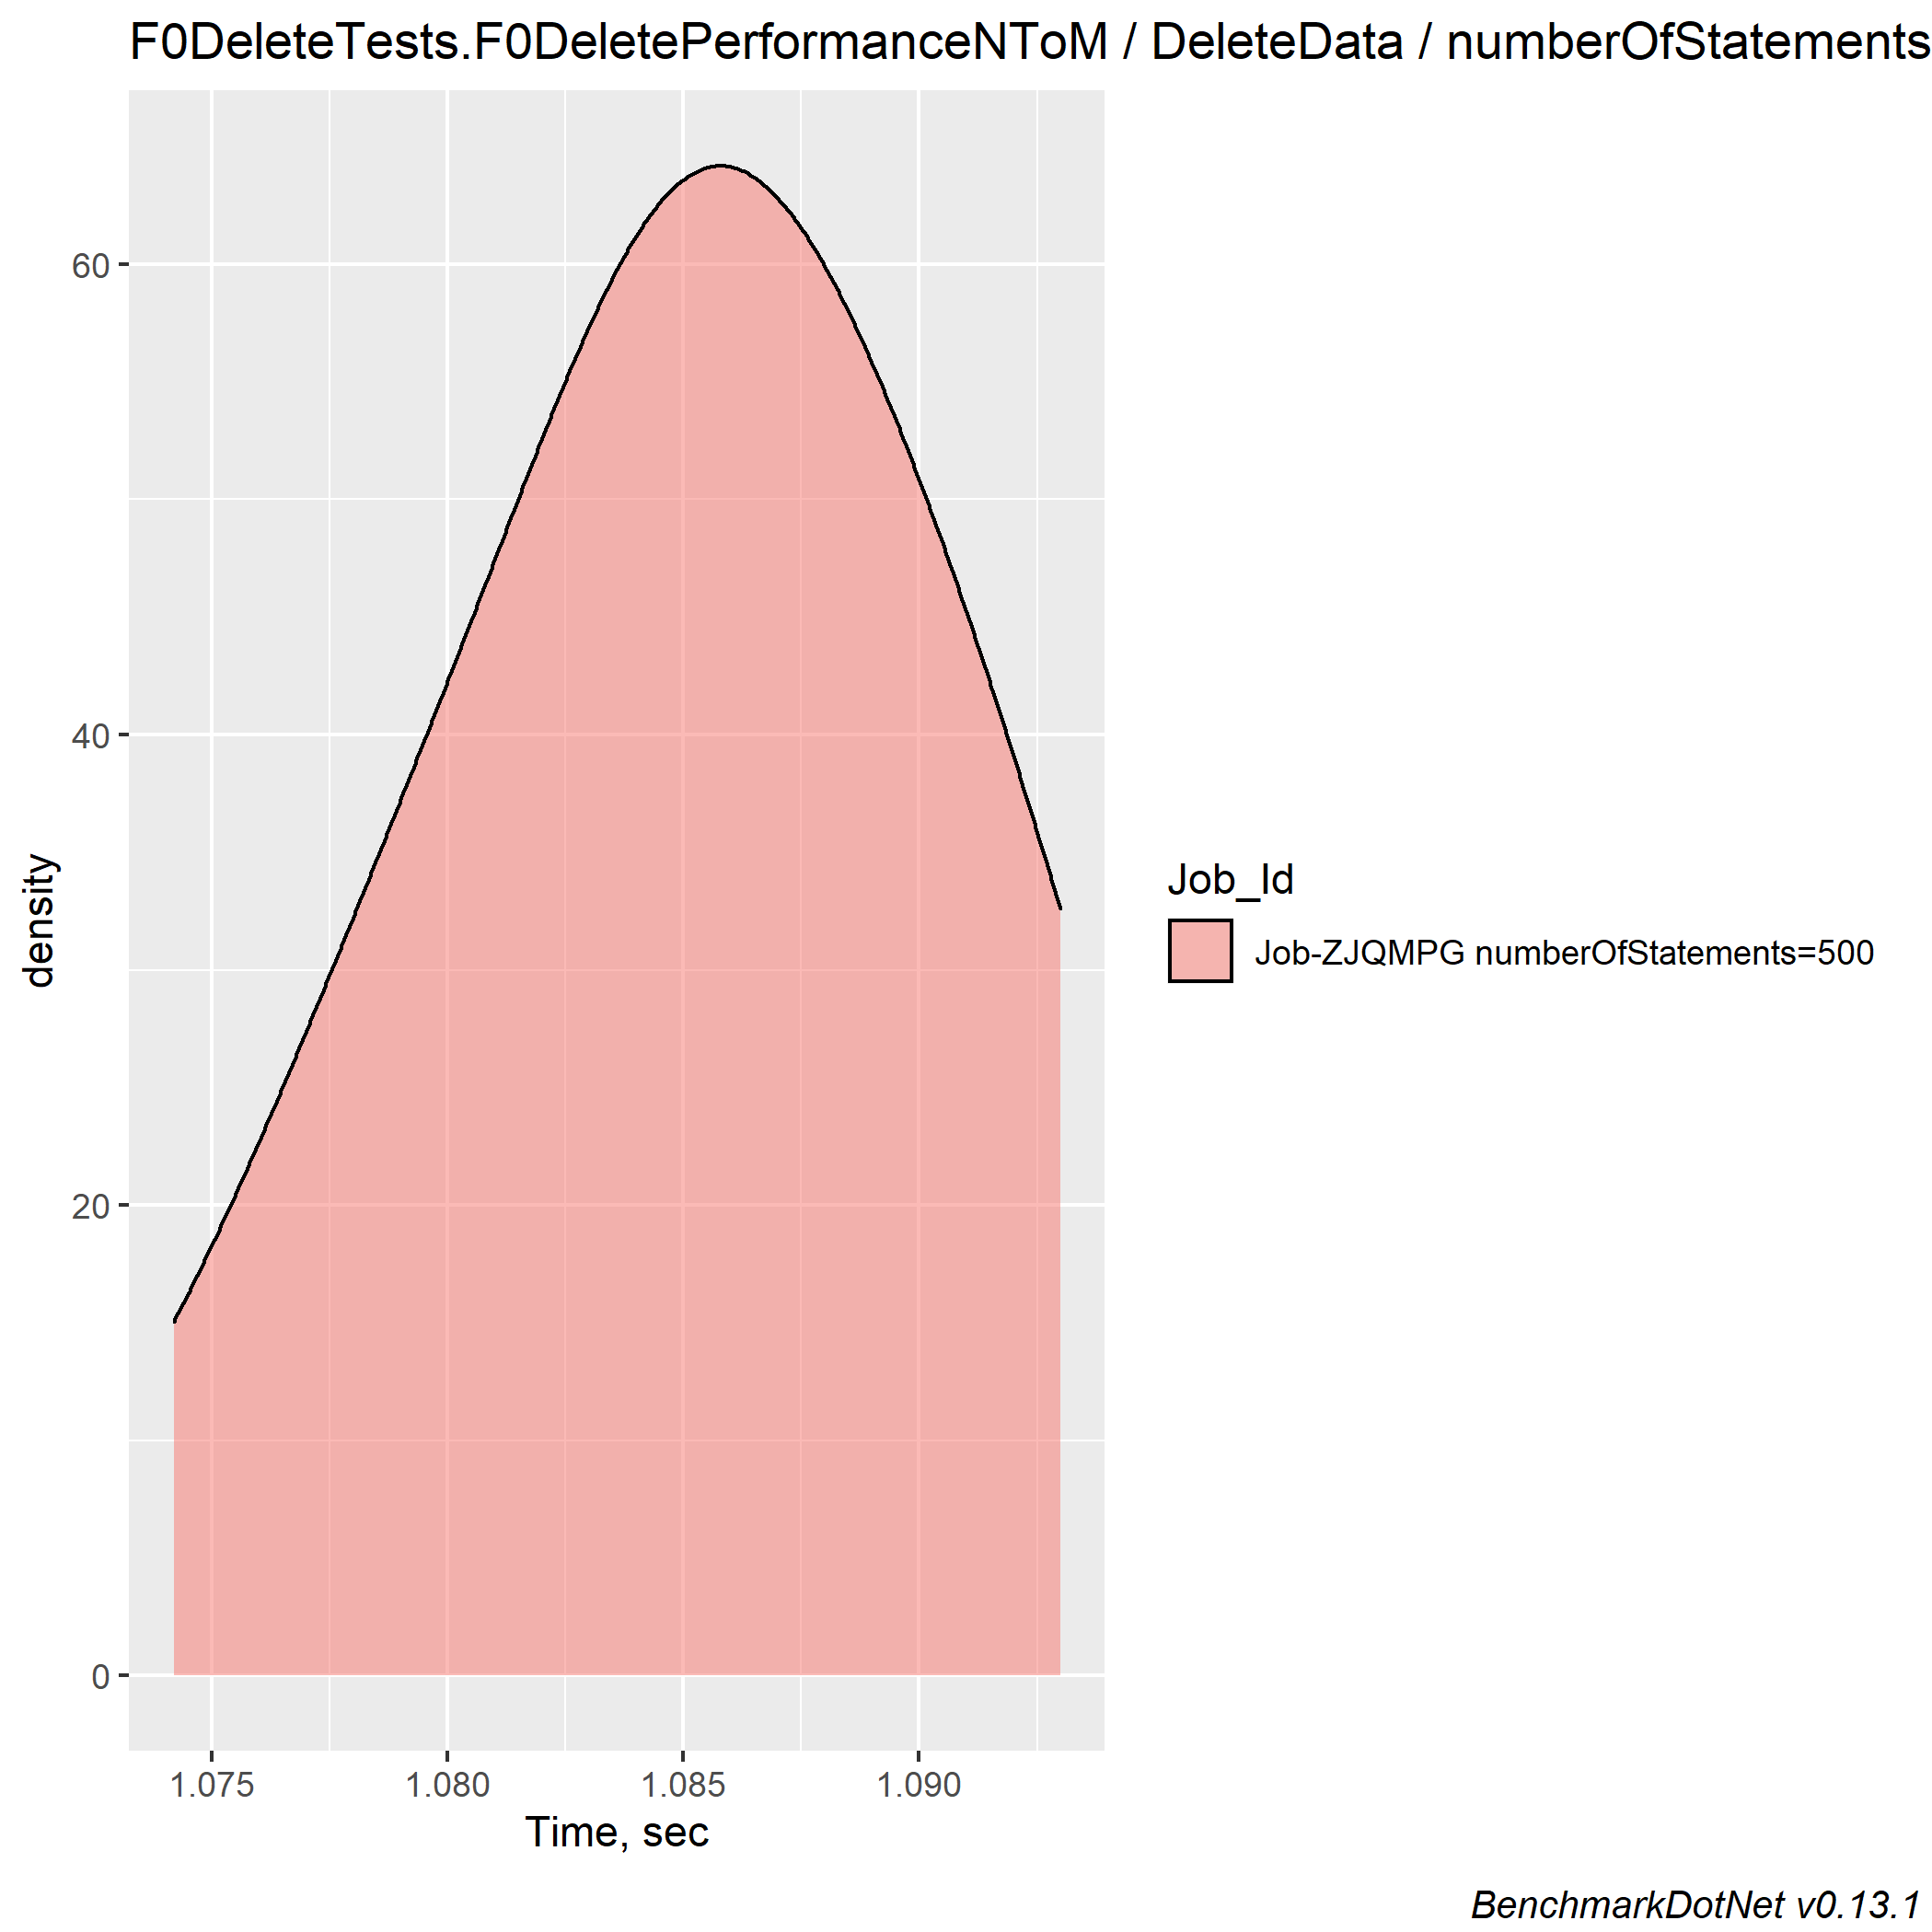 F0DeleteTests.F0DeletePerformanceNToM / DeleteData / numberOfStatements
60
40
20
0
density
1.075 1.080 1.085 1.090
Time, sec
Job_Id
Job-ZJQMPG numberOfStatements=500
BenchmarkDotNet v0.13.1